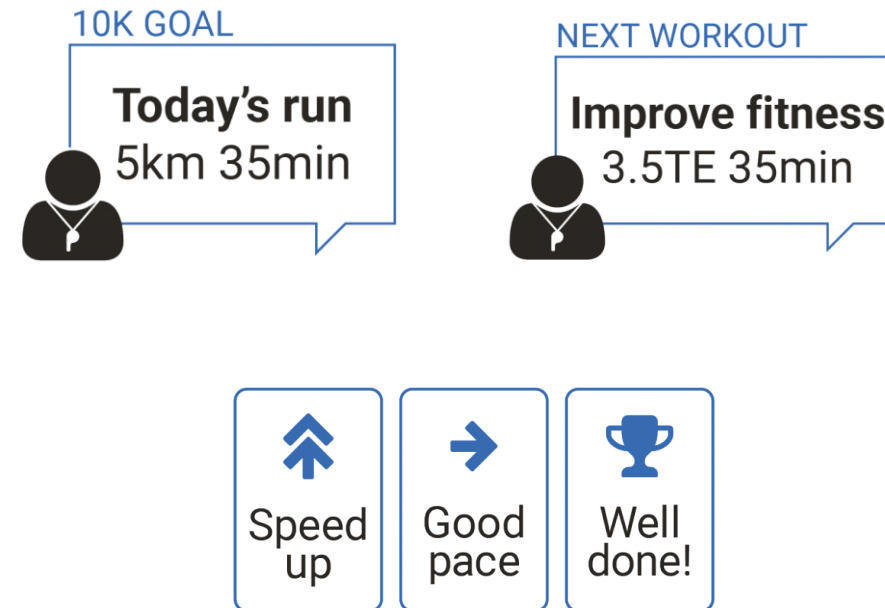 10K GOAL
Today's run
5km 35min
NEXT WORKOUT
Improve fitness
3.5TE 35min
Speed
up
Good
pace
Well
done!